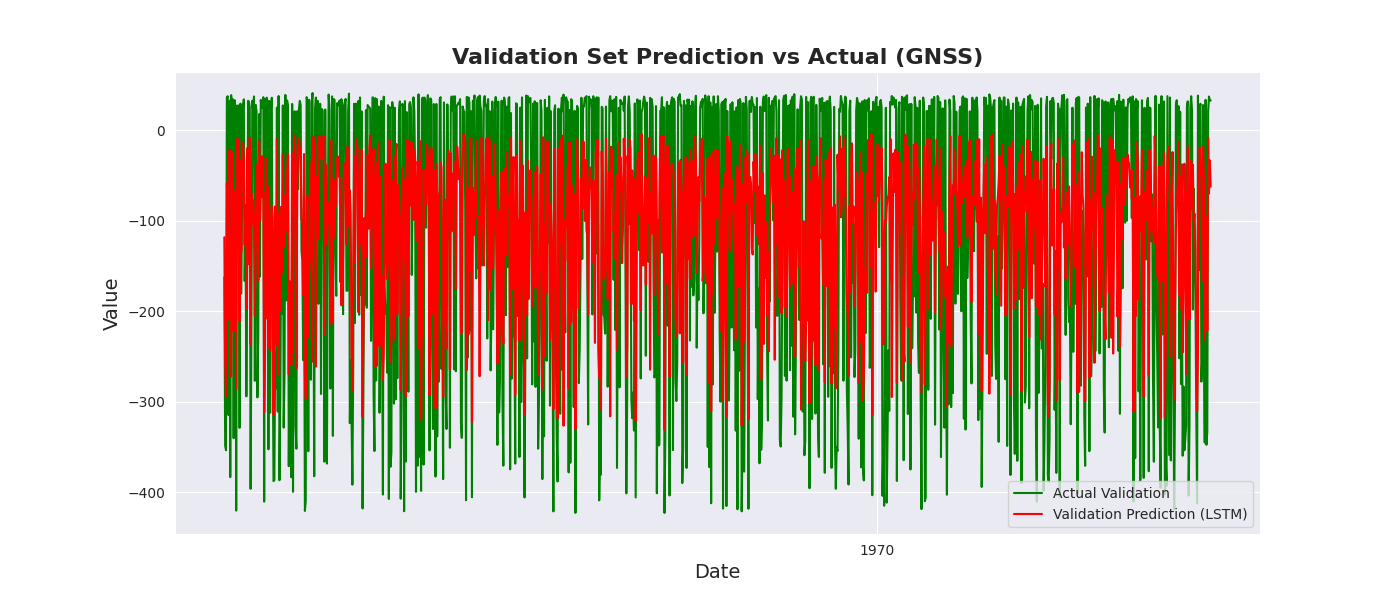 Validation Set Prediction vs Actual (GNSS)
Value
0
−100
−200
−300
−400
Actual Validation
Validation Prediction (LSTM)
1970
Date